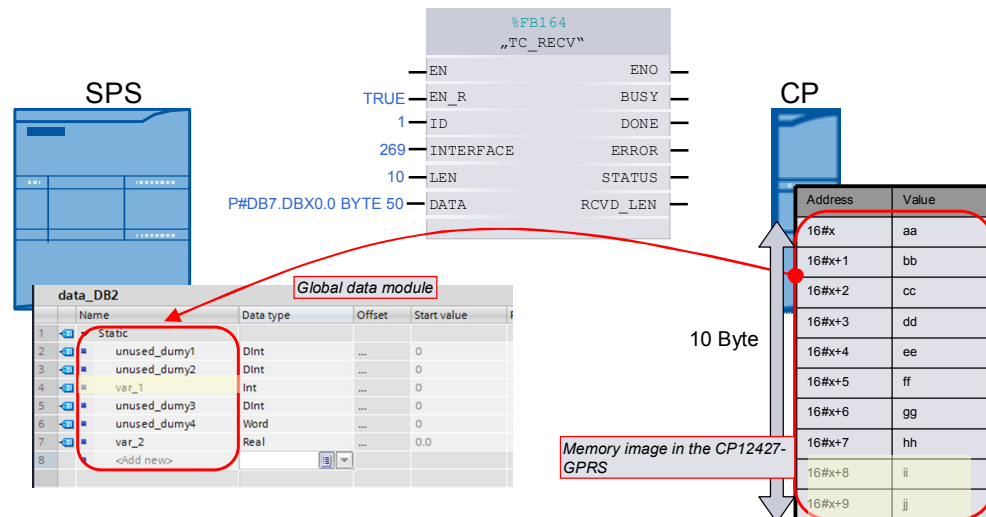 %FB164
„TC_RECV“
EN ENO
TRUE EN_R BUSY
1 ID DONE
269 INTERFACE ERROR
10 LEN STATUS
P#DB7.DBX0.0 BYTE 50 DATA RCVD_LEN
SPS
CP
Global data module
data_DB2
Name Data type Offset Start value
1 Static
2 unused_dumy1 DInt ... 0
3 unused_dumy2 DInt ... 0
4 var_1 Int ... 0
5 unused_dumy3 DInt ... 0
6 unused_dumy4 Word ... 0
7 var_2 Real ... 0.0
8 <Add new>
10 Byte
Memory image in the CP12427-
GPRS
Address Value
16#x aa
16#x+1 bb
16#x+2 cc
16#x+3 dd
16#x+4 ee
16#x+5 ff
16#x+6 gg
16#x+7 hh
16#x+8 ii
16#x+9 jj